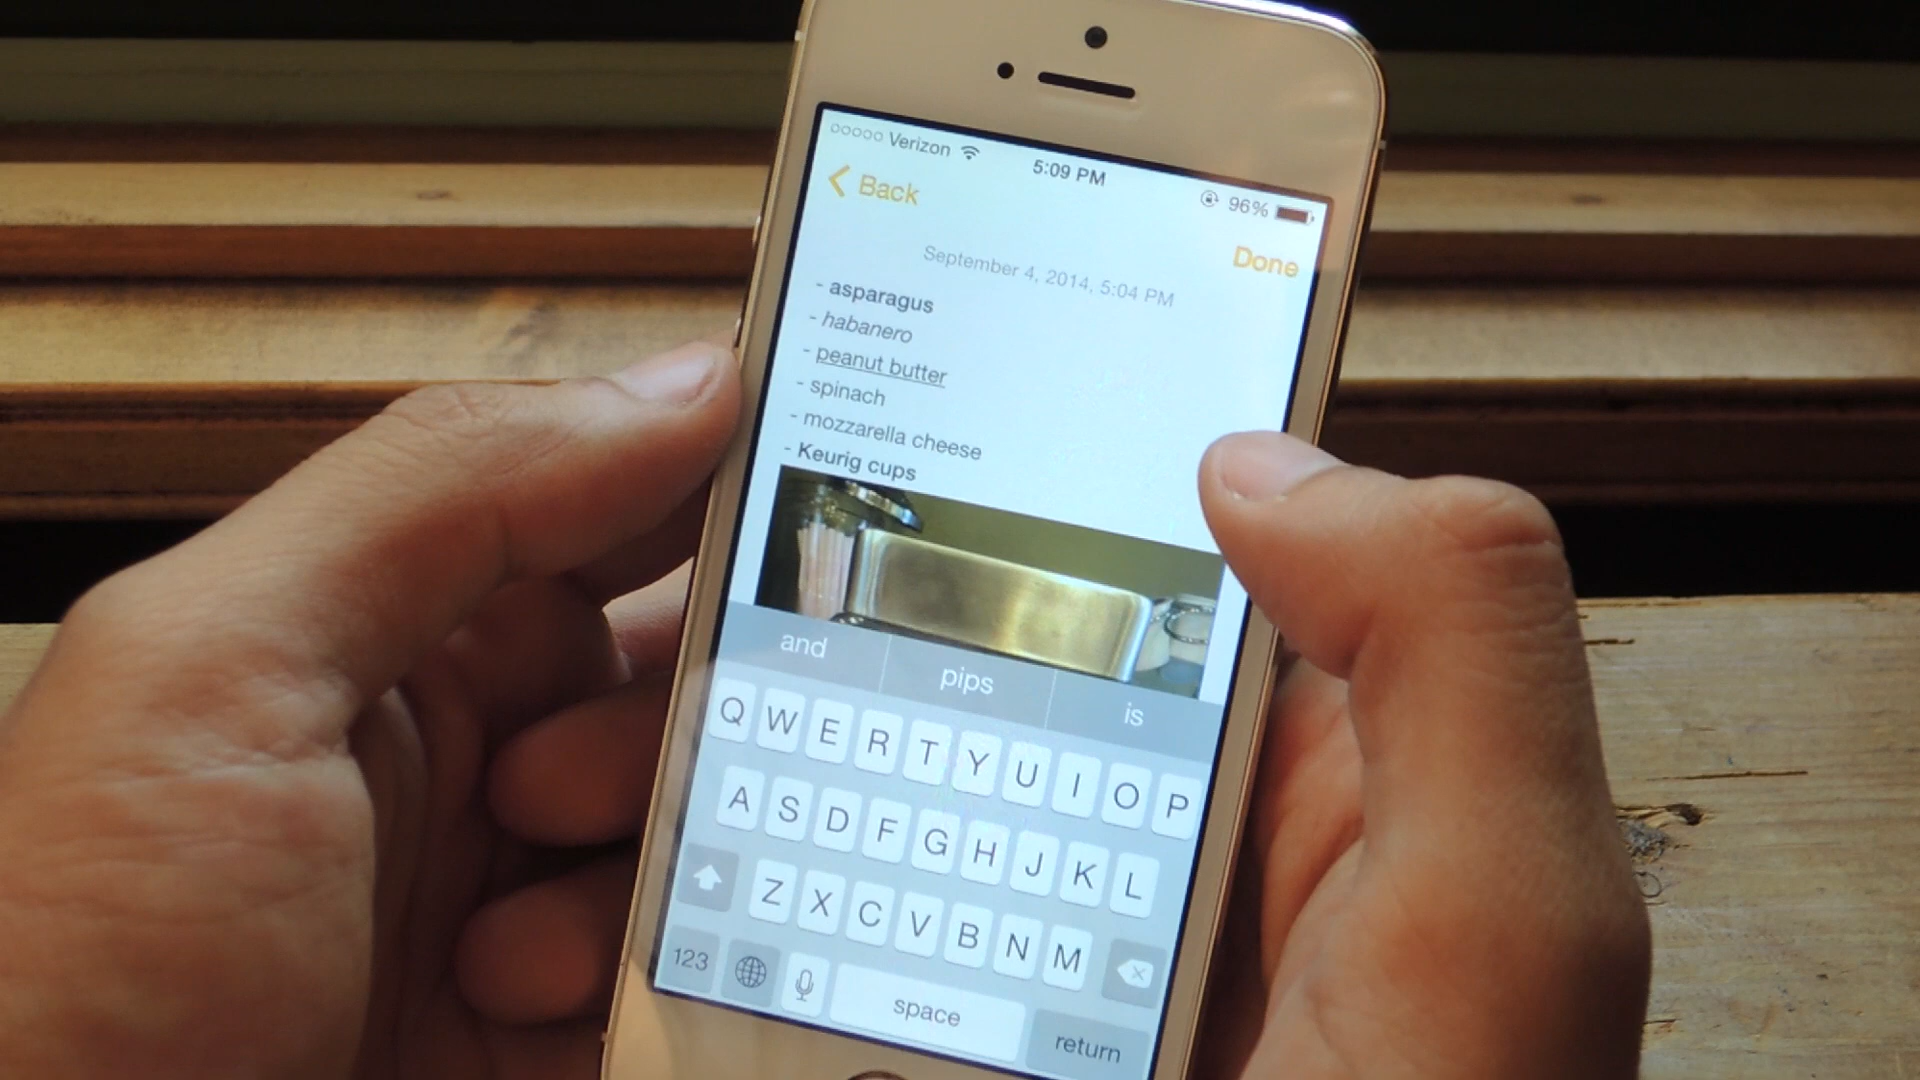 Verizon 5:09 PM 96%
Back
Done
September 4, 2014, 5:04 PM
- asparagus
- habanero
- peanut butter
- spinach
- mozzarella cheese
- Keurig cups
and pips is
Q W E R T Y U I O P
A S D F G H J K L
Z X C V B N M
123 space return